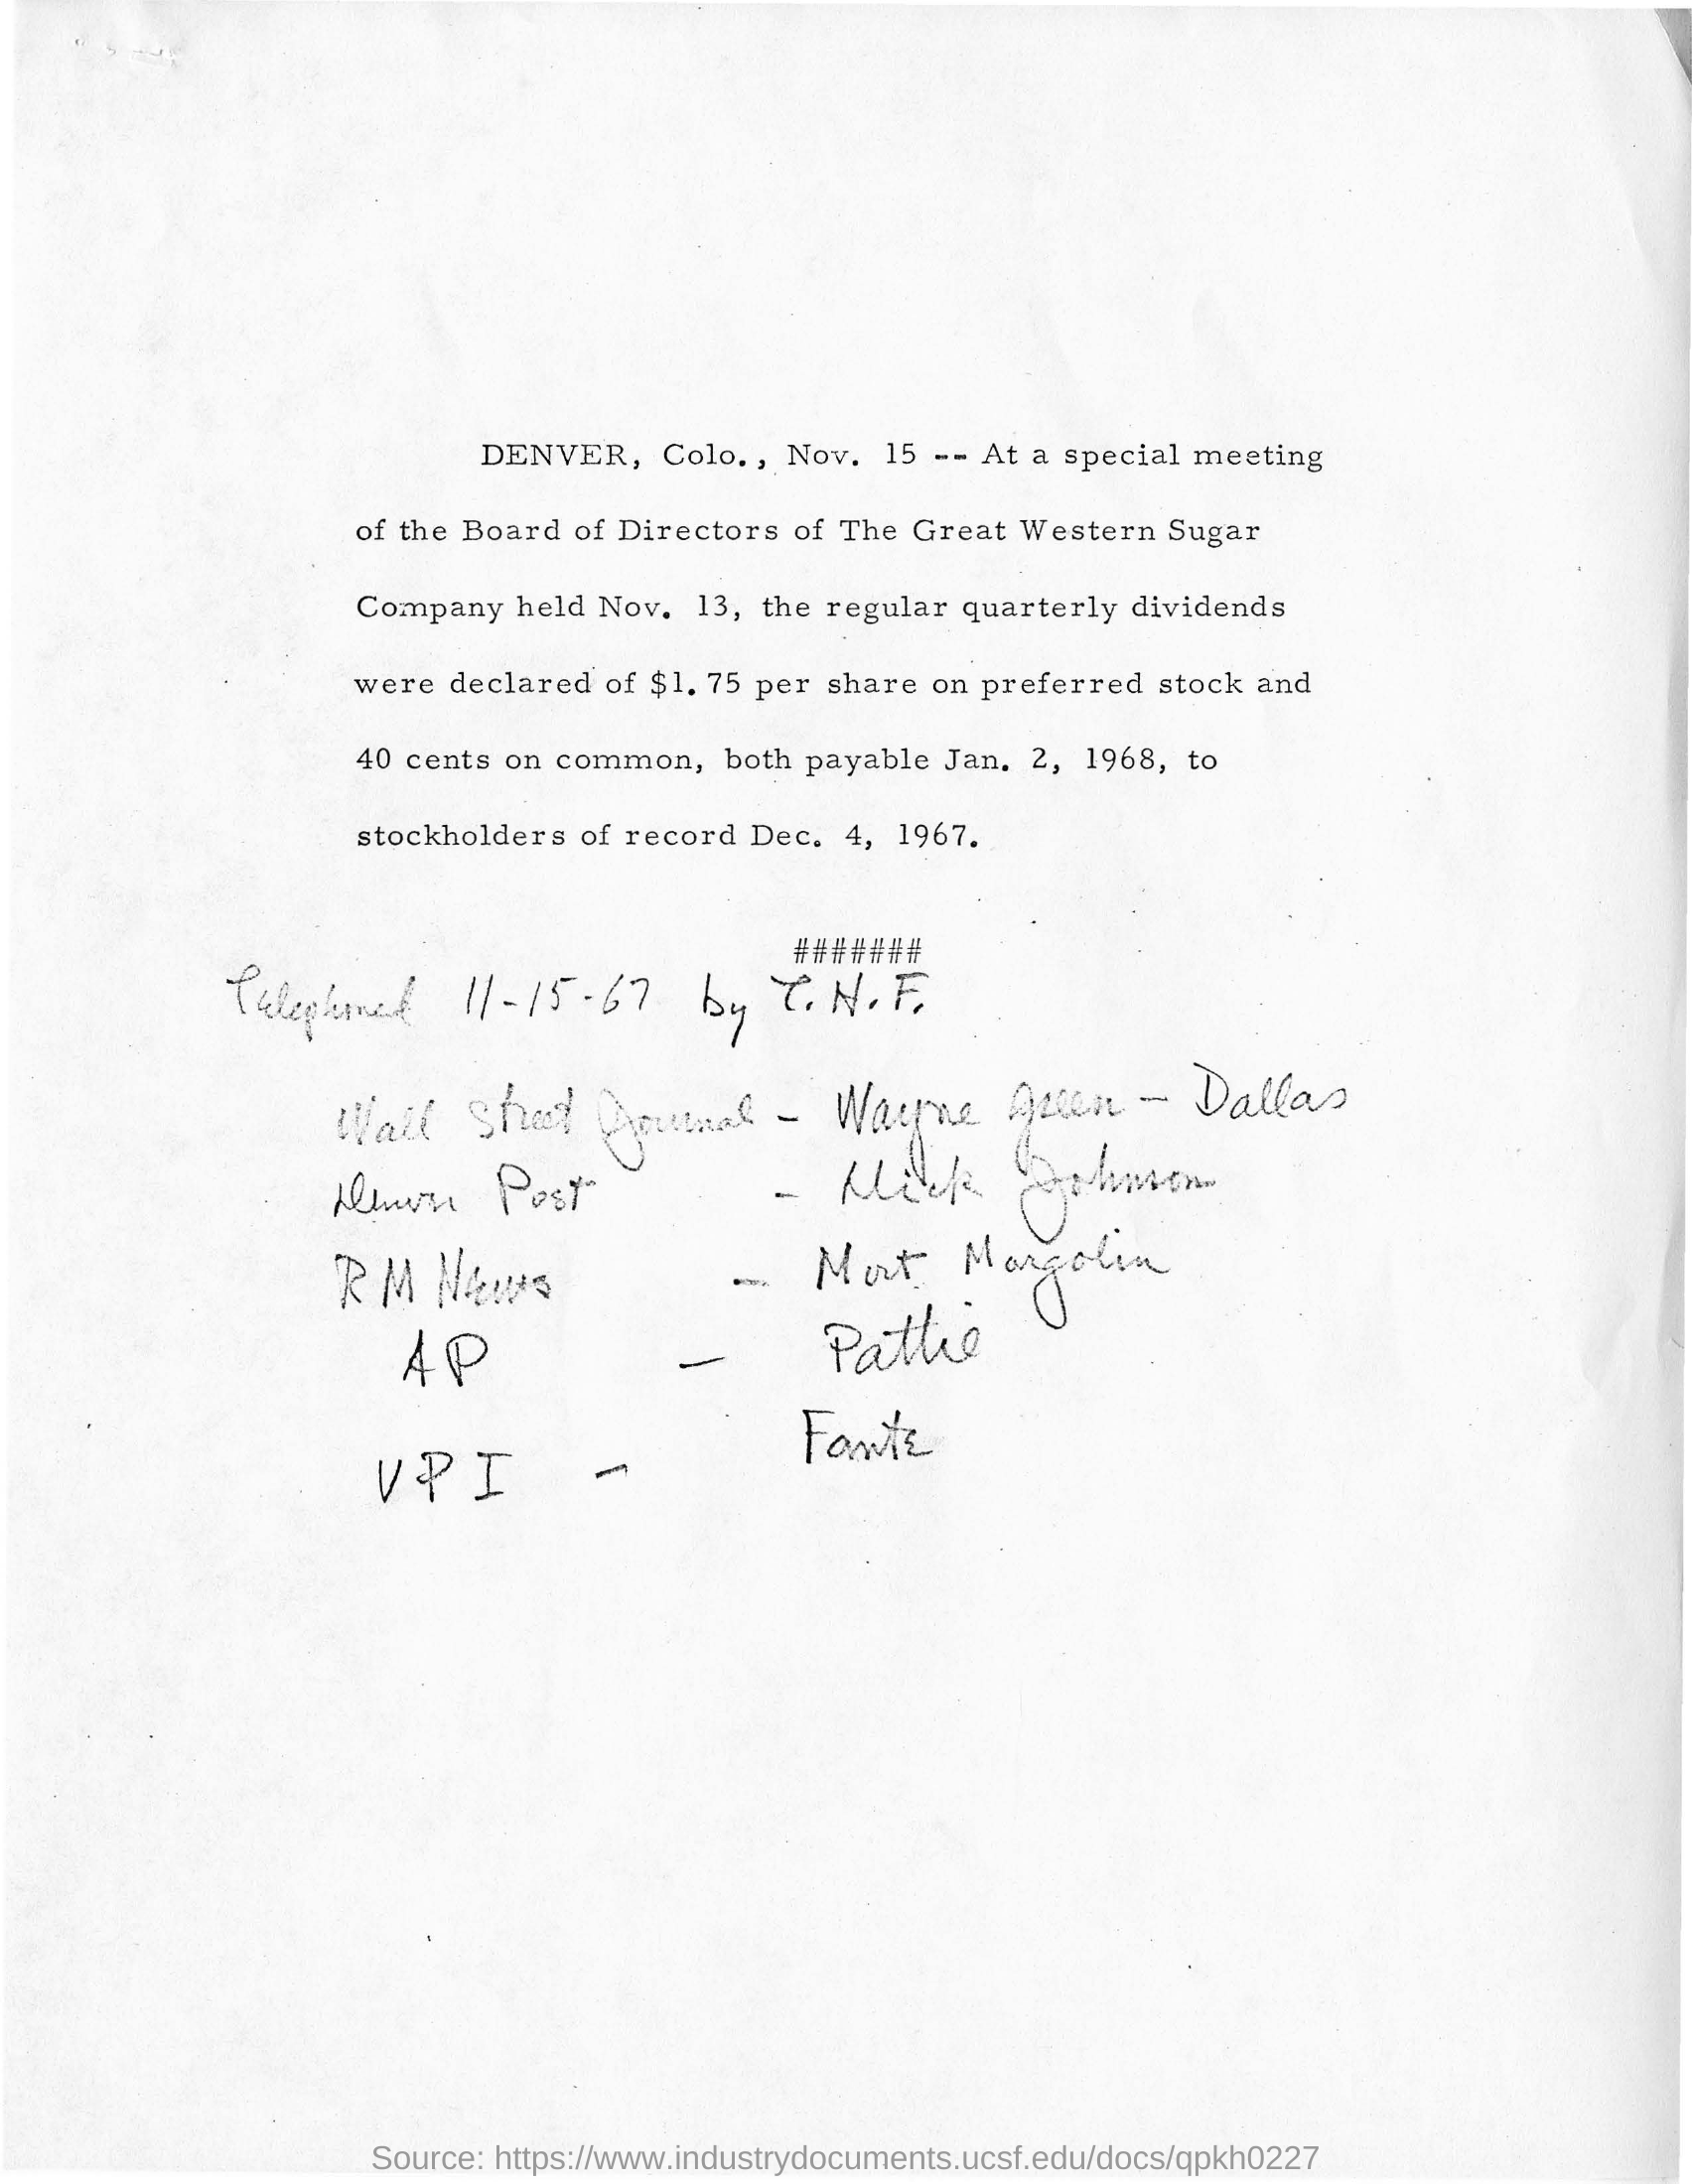 DENVER, Colo., Nov. 15 -- At a special meeting
of the Board of Directors of The Great Western Sugar
Company held Nov. 13, the regular quarterly dividends
were declared of $1.75 per share on preferred stock and
40 cents on common, both payable Jan. 2, 1968, to
stockholders of record Dec. 4, 1967.
#######
Telephoned 11-15-67 by T.H.F.
Wall Street Journal - Wayne Green - Dallas
Denver Post - Dick Johnson
RM News - Mort Margolin
AP - Pattie
UPI - Fante
Source: https://www.industrydocuments.ucsf.edu/docs/qpkh0227